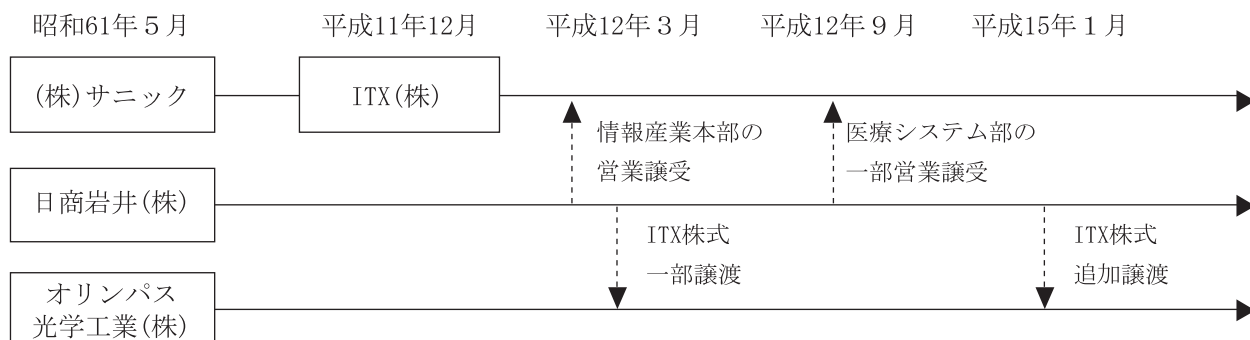 昭和61年５月
平成11年12月
平成12年３月
平成12年９月
平成15年１月
(株)サニック
ITX(株)
情報産業本部の
営業譲受
医療システム部の
一部営業譲受
日商岩井(株)
ITX株式
一部譲渡
ITX株式
追加譲渡
オリンパス
光学工業(株)